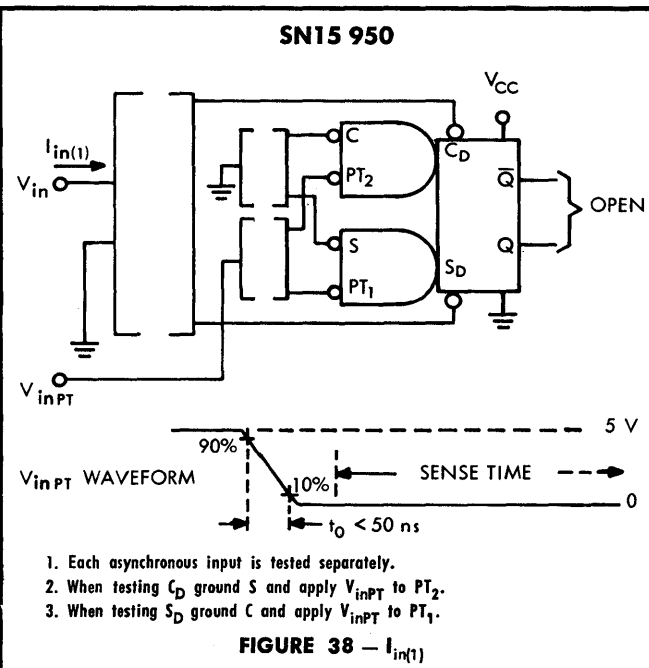 SN15 950
V_CC
I_in(1)
V_in
C
PT_2
C_D
Q̅
OPEN
S
Q
S_D
PT_1
V_inPT
5 V
90%
V_inPT WAVEFORM
10%
SENSE TIME
0
t_0 < 50 ns
1. Each asynchronous input is tested separately.
2. When testing C_D ground S and apply V_inPT to PT_2.
3. When testing S_D ground C and apply V_inPT to PT_1.
FIGURE 38 – I_in(1)